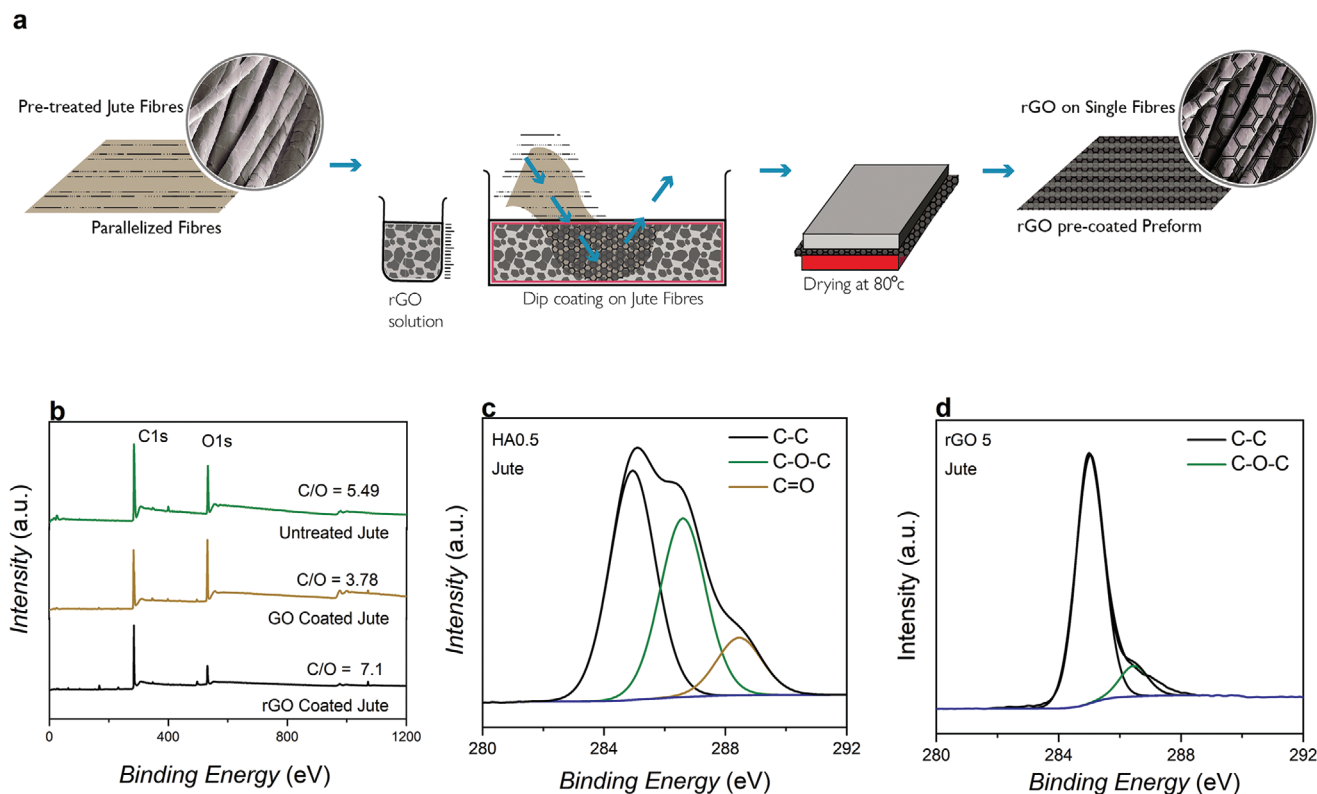 a
Pre-treated Jute Fibres
Parallelized Fibres
rGO
solution
Dip coating on Jute Fibres
Drying at 80°c
rGO on Single Fibres
rGO pre-coated Preform
b
C1s
O1s
C/O = 5.49
Untreated Jute
C/O = 3.78
GO Coated Jute
C/O = 7.1
rGO Coated Jute
Intensity (a.u.)
0 400 800 1200
Binding Energy (eV)
c
HA0.5
Jute
C-C
C-O-C
C=O
Intensity (a.u.)
280 284 288 292
Binding Energy (eV)
d
rGO 5
Jute
C-C
C-O-C
Intensity (a.u.)
280 284 288 292
Binding Energy (eV)